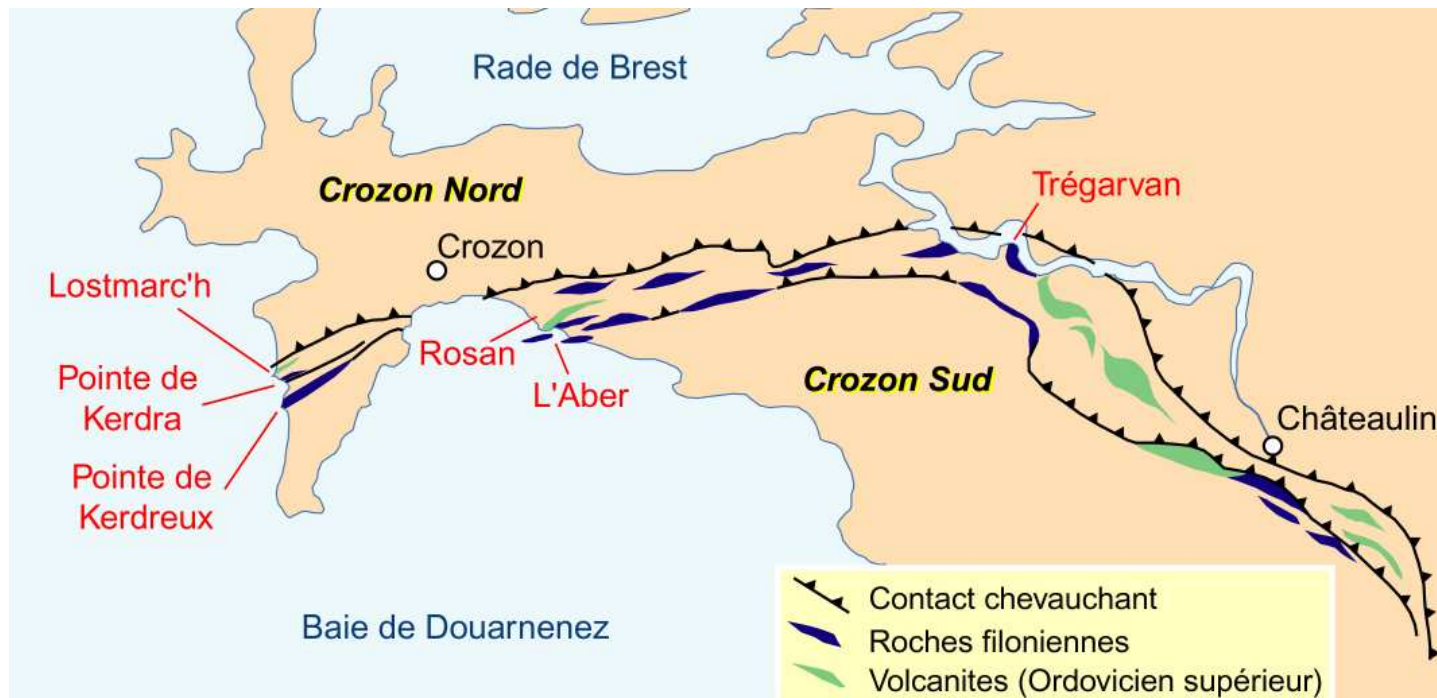 Rade de Brest
Trégarvan
Crozon Nord
Crozon
Lostmarc'h
Rosan
Pointe de
Kerdra
L'Aber
Crozon Sud
Châteaulin
Pointe de
Kerdreux
Baie de Douarnenez
Contact chevauchant
Roches filoniennes
Volcanites (Ordovicien supérieur)